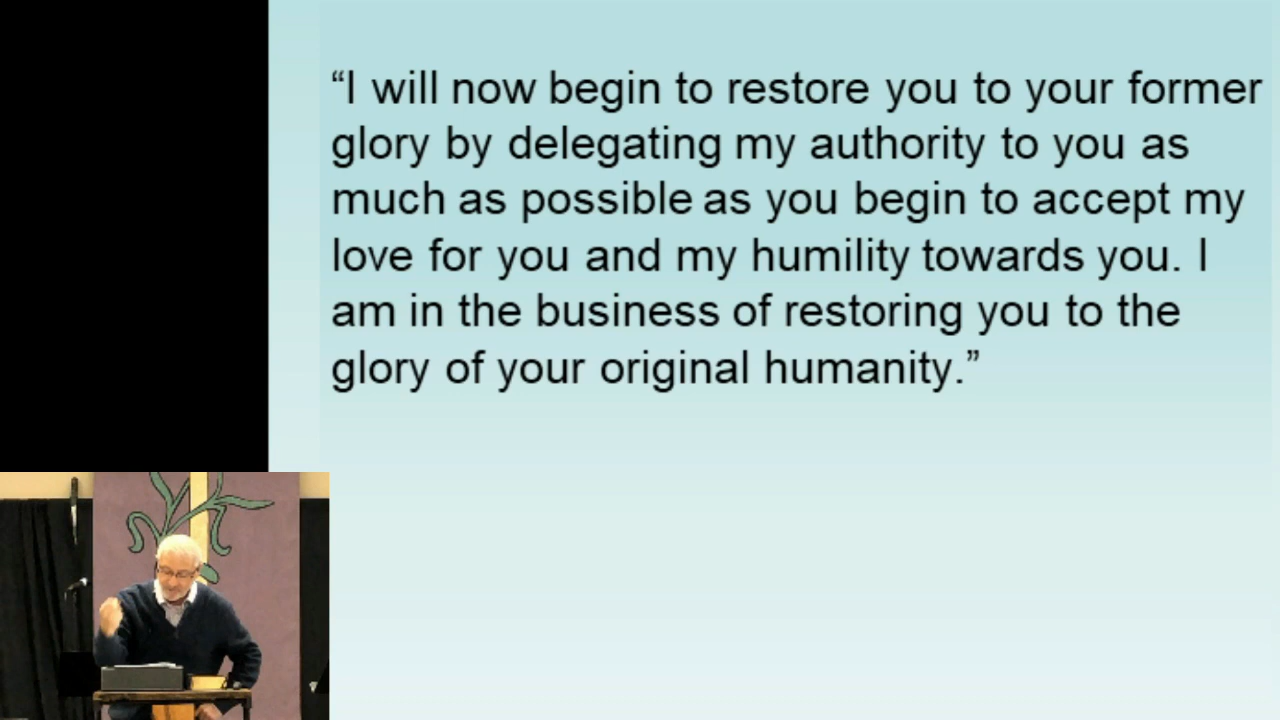 “I will now begin to restore you to your former
glory by delegating my authority to you as
much as possible as you begin to accept my
love for you and my humility towards you. I
am in the business of restoring you to the
glory of your original humanity.”